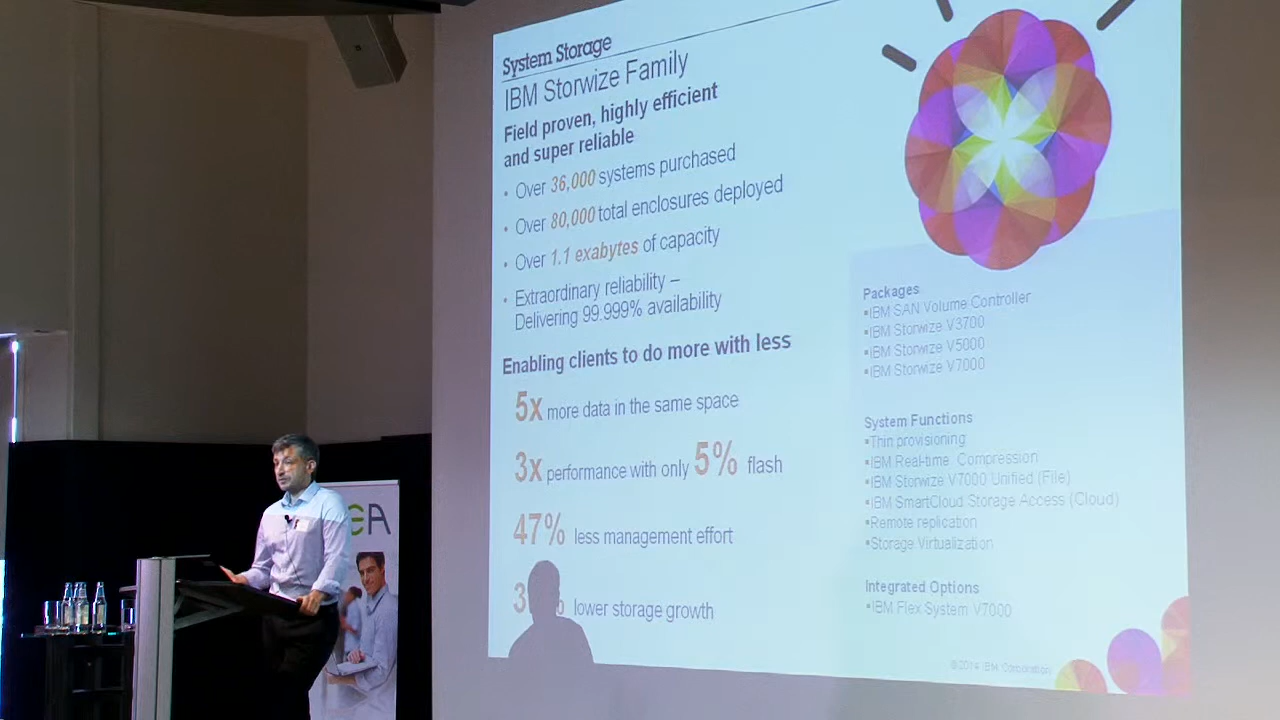 System Storage
IBM Storwize Family
Field proven, highly efficient
and super reliable
• Over 36,000 systems purchased
• Over 80,000 total enclosures deployed
• Over 1.1 exabytes of capacity
• Extraordinary reliability –
Delivering 99.999% availability
Enabling clients to do more with less
5x more data in the same space
3x performance with only 5% flash
47% less management effort
lower storage growth
Packages
▪IBM SAN Volume Controller
▪IBM Storwize V3700
▪IBM Storwize V5000
▪IBM Storwize V7000
System Functions
▪Thin provisioning
▪IBM Real-time Compression
▪IBM Storwize V7000 Unified (File)
▪IBM SmartCloud Storage Access (Cloud)
▪Remote replication
▪Storage Virtualization
Integrated Options
▪IBM Flex System V7000
© 2014 IBM Corporation